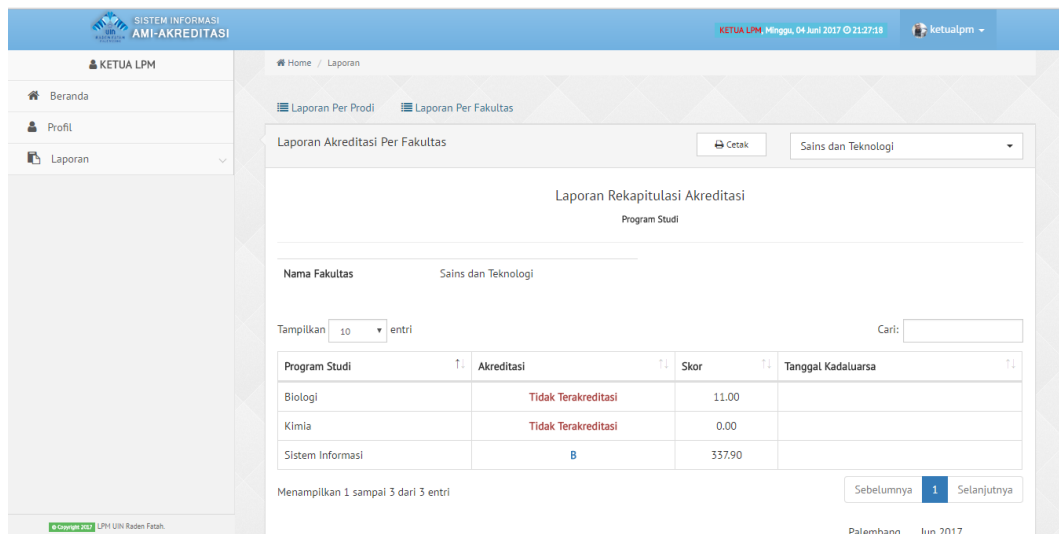 SISTEM INFORMASI
AMI-AKREDITASI
KETUA LPM, Minggu, 04 Juni 2017 21:27:18
ketualpm
KETUA LPM
Beranda
Profil
Laporan
Home / Laporan
Laporan Per Prodi Laporan Per Fakultas
Laporan Akreditasi Per Fakultas
Cetak
Sains dan Teknologi
Laporan Rekapitulasi Akreditasi
Program Studi
Nama Fakultas Sains dan Teknologi
Tampilkan 10 entri
Cari:
Program Studi Akreditasi Skor Tanggal Kadaluarsa
Biologi Tidak Terakreditasi 11.00
Kimia Tidak Terakreditasi 0.00
Sistem Informasi B 337.90
Menampilkan 1 sampai 3 dari 3 entri
Sebelumnya 1 Selanjutnya
© Copyright 2017 LPM UIN Raden Fatah.
Palembang, Jun 2017